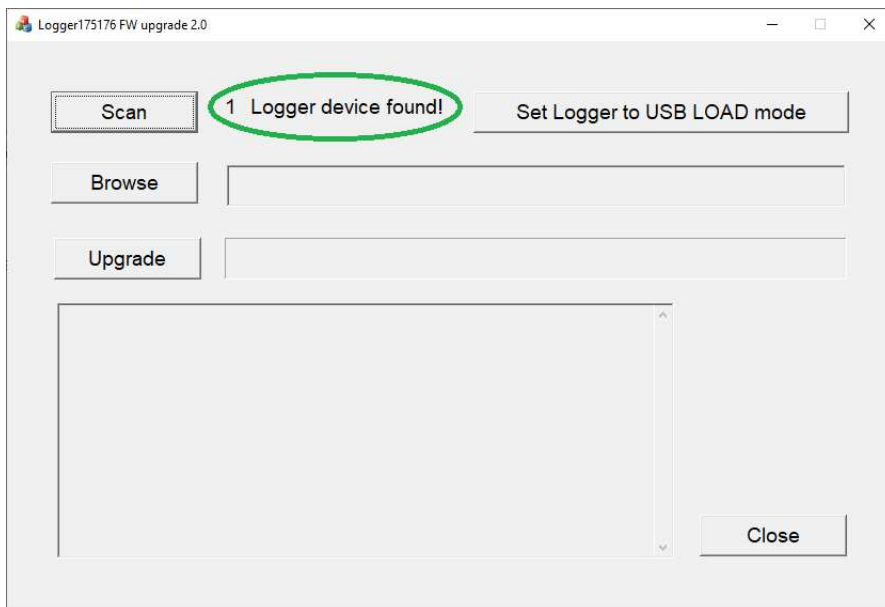 Logger175176 FW upgrade 2.0
Scan 1 Logger device found! Set Logger to USB LOAD mode
Browse
Upgrade
Close